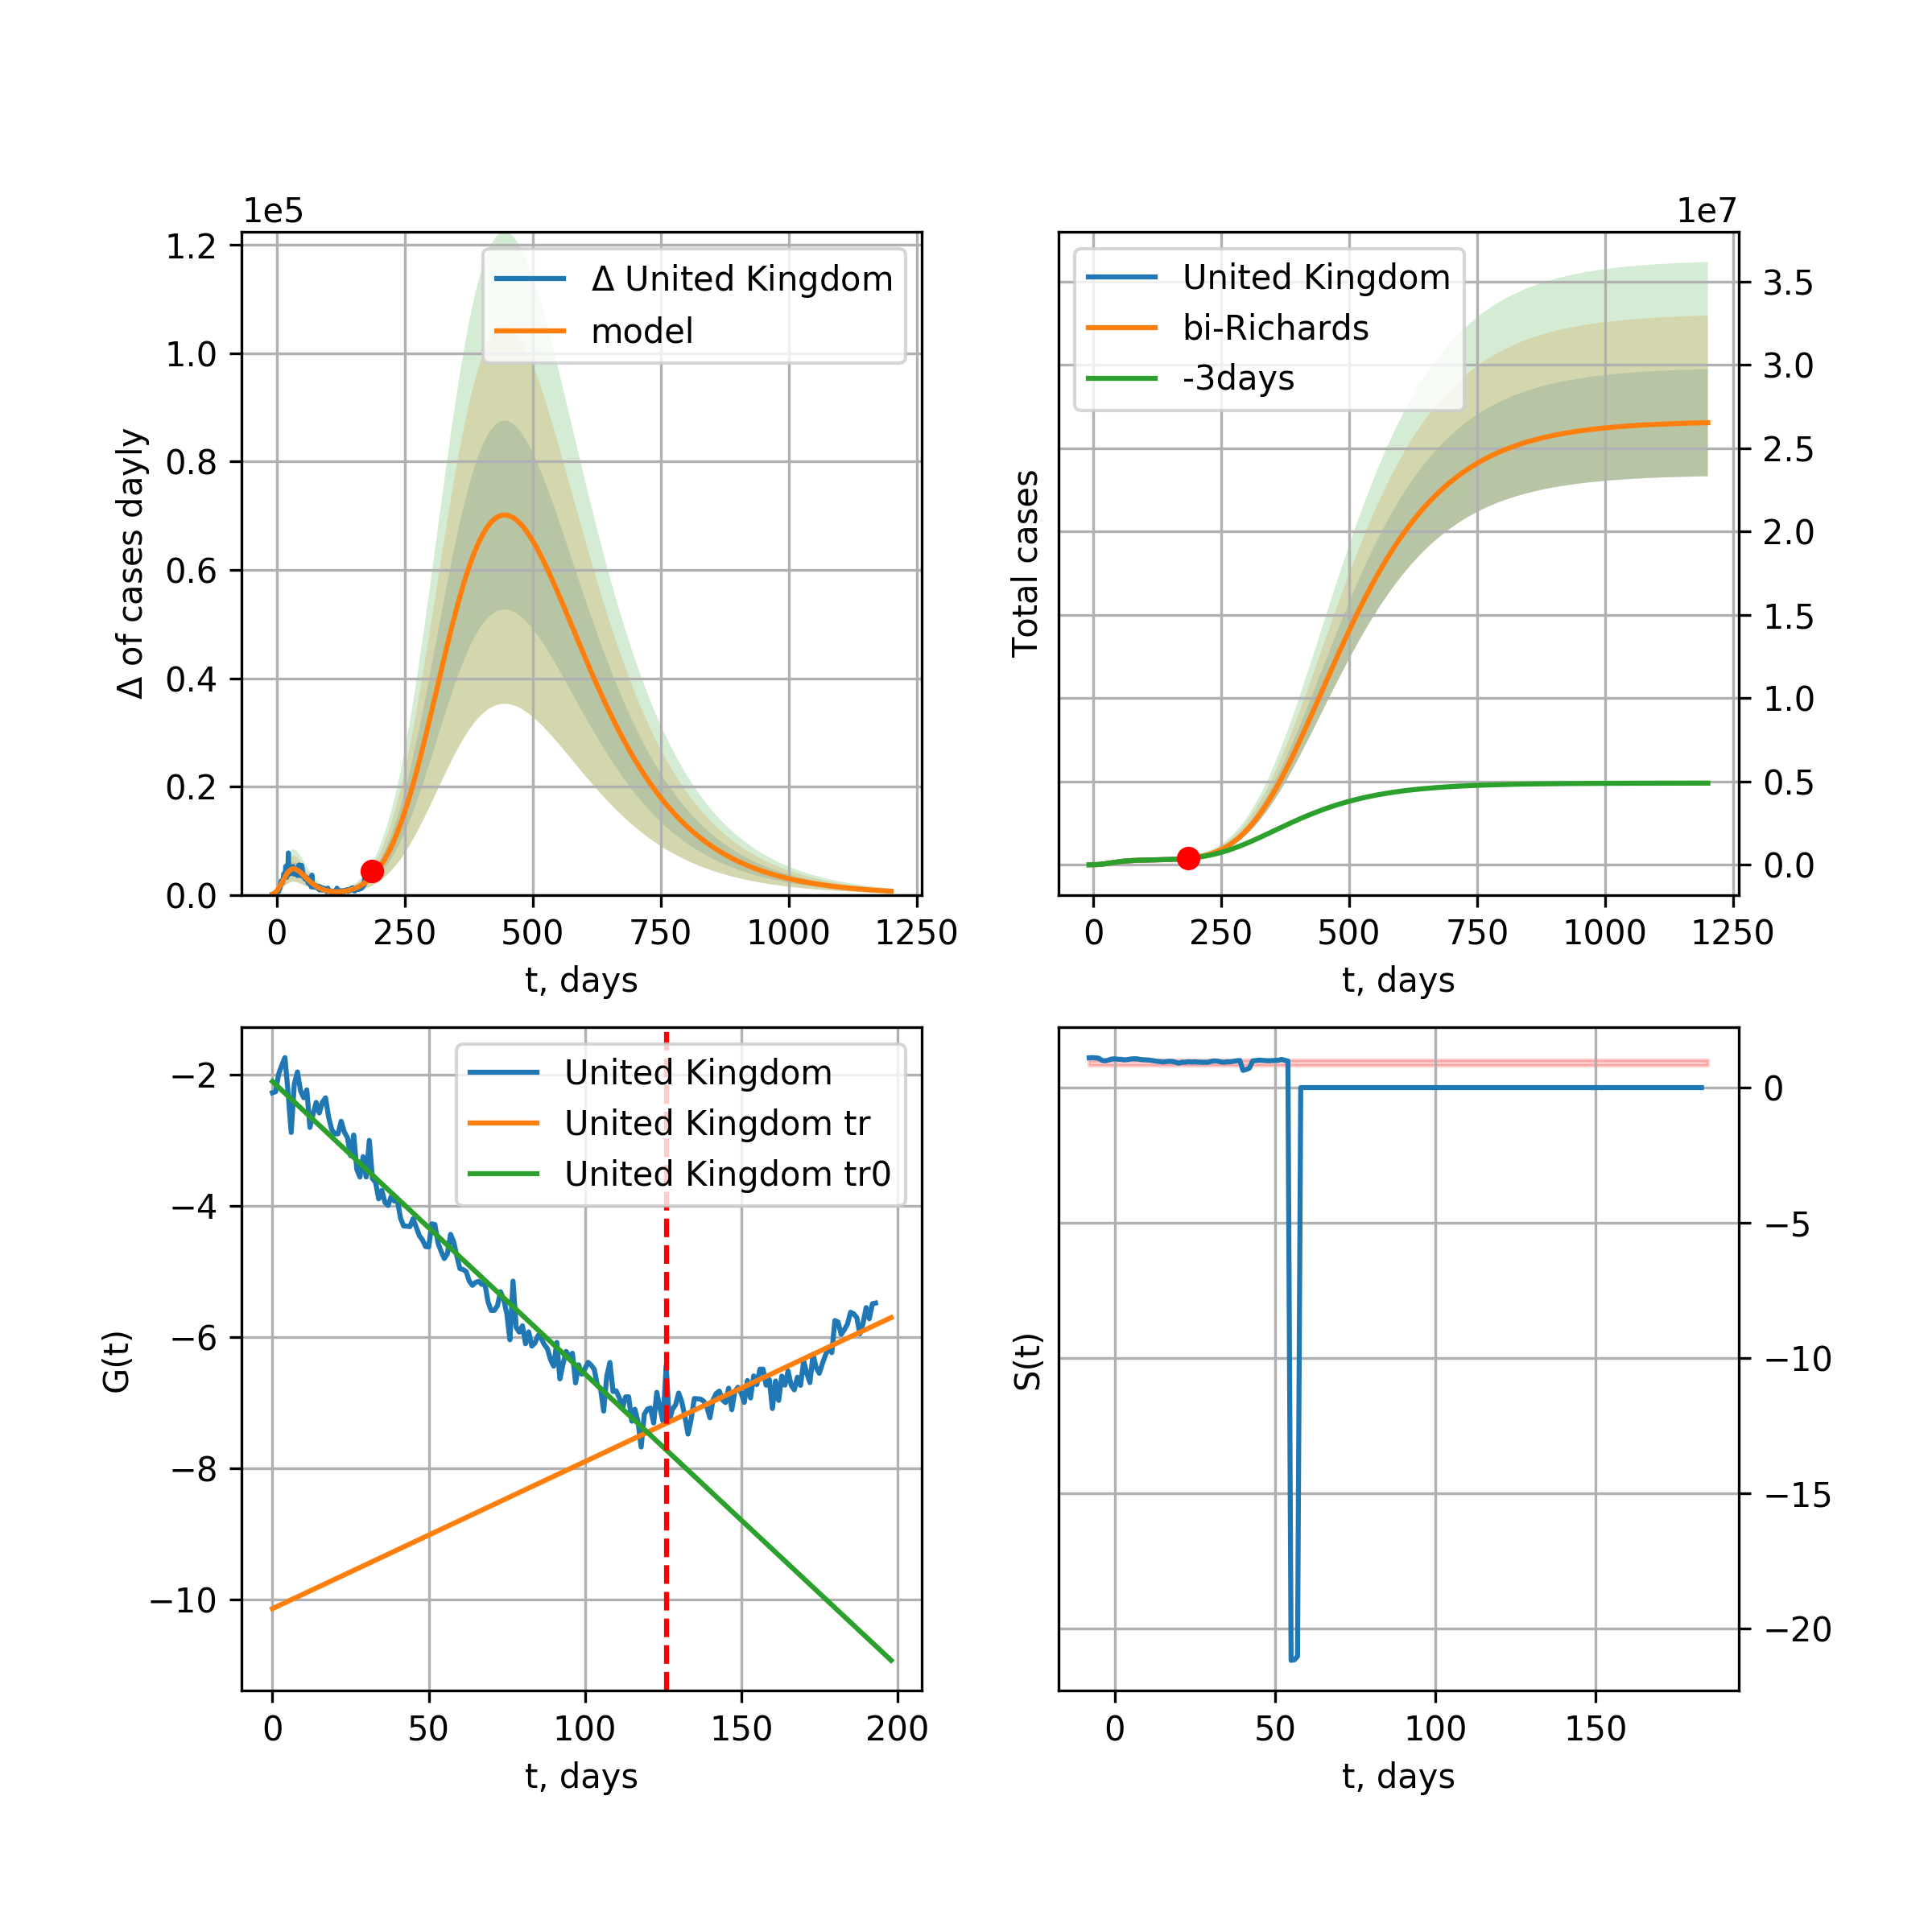 1e5
1.2
1.0
0.8
0.6
0.4
0.2
0.0
Δ of cases dayly
Δ United Kingdom
model
0 250 500 750 1000 1250
t, days
1e7
United Kingdom
bi-Richards
-3days
Total cases
3.5
3.0
2.5
2.0
1.5
1.0
0.5
0.0
0 250 500 750 1000 1250
t, days
−2
−4
−6
−8
−10
G(t)
United Kingdom
United Kingdom tr
United Kingdom tr0
0 50 100 150 200
t, days
S(t)
0
−5
−10
−15
−20
0 50 100 150
t, days